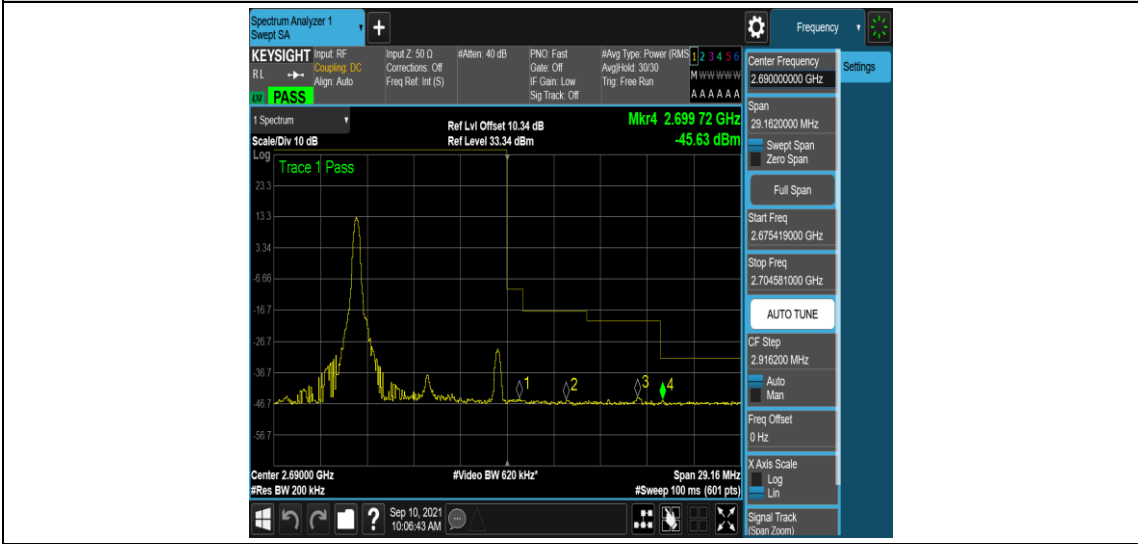 Spectrum Analyzer 1
Swept SA
+
Frequency
KEYSIGHT
RL
LM PASS
Input: RF
Coupling: DC
Align: Auto
Input Z: 50 Ω
Corrections: Off
Freq Ref: Int (S)
#Atten: 40 dB
PNO: Fast
Gate: Off
IF Gain: Low
Sig Track: Off
#Avg Type: Power (RMS
Avg|Hold: 30/30
Trig: Free Run
1 2 3 4 5 6
M W W W W W
A A A A A A
1 Spectrum
Scale/Div 10 dB
Ref Lvl Offset 10.34 dB
Ref Level 33.34 dBm
Mkr4 2.699 72 GHz
-45.63 dBm
Log
Trace 1 Pass
23.3
13.3
3.34
-6.66
-16.7
-26.7
-36.7
-46.7
-56.7
1
2
3
4
Center 2.69000 GHz
#Res BW 200 kHz
#Video BW 620 kHz*
Span 29.16 MHz
#Sweep 100 ms (601 pts)
Center Frequency
2.690000000 GHz
Settings
Span
29.1620000 MHz
Swept Span
Zero Span
Full Span
Start Freq
2.675419000 GHz
Stop Freq
2.704581000 GHz
AUTO TUNE
CF Step
2.916200 MHz
Auto
Man
Freq Offset
0 Hz
X Axis Scale
Log
Lin
Signal Track
(Span Zoom)
?
Sep 10, 2021
10:06:43 AM